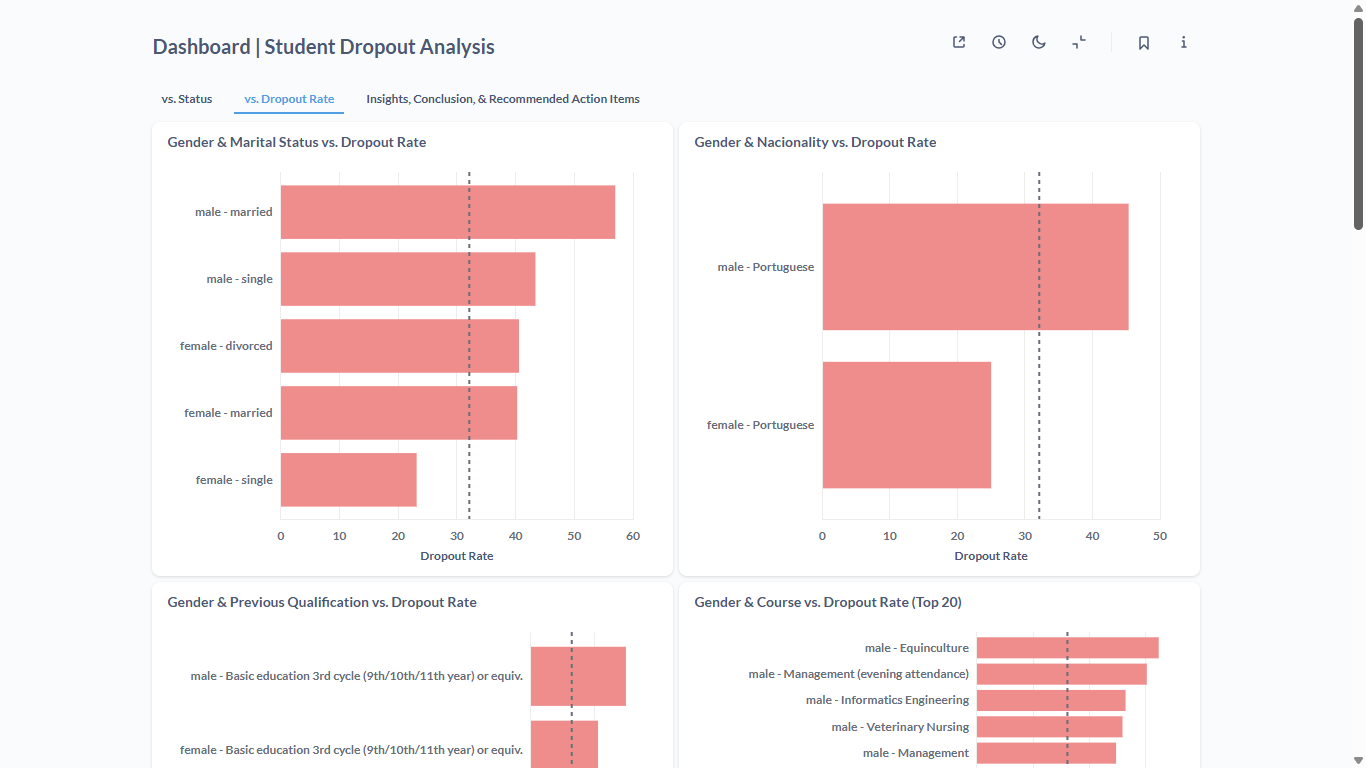 Dashboard | Student Dropout Analysis
vs. Status
vs. Dropout Rate
Insights, Conclusion, & Recommended Action Items
Gender & Marital Status vs. Dropout Rate
male - married
male - single
female - divorced
female - married
female - single
0 10 20 30 40 50 60
Dropout Rate
Gender & Nacionality vs. Dropout Rate
male - Portuguese
female - Portuguese
0 10 20 30 40 50
Dropout Rate
Gender & Previous Qualification vs. Dropout Rate
male - Basic education 3rd cycle (9th/10th/11th year) or equiv.
female - Basic education 3rd cycle (9th/10th/11th year) or equiv.
Gender & Course vs. Dropout Rate (Top 20)
male - Equinculture
male - Management (evening attendance)
male - Informatics Engineering
male - Veterinary Nursing
male - Management